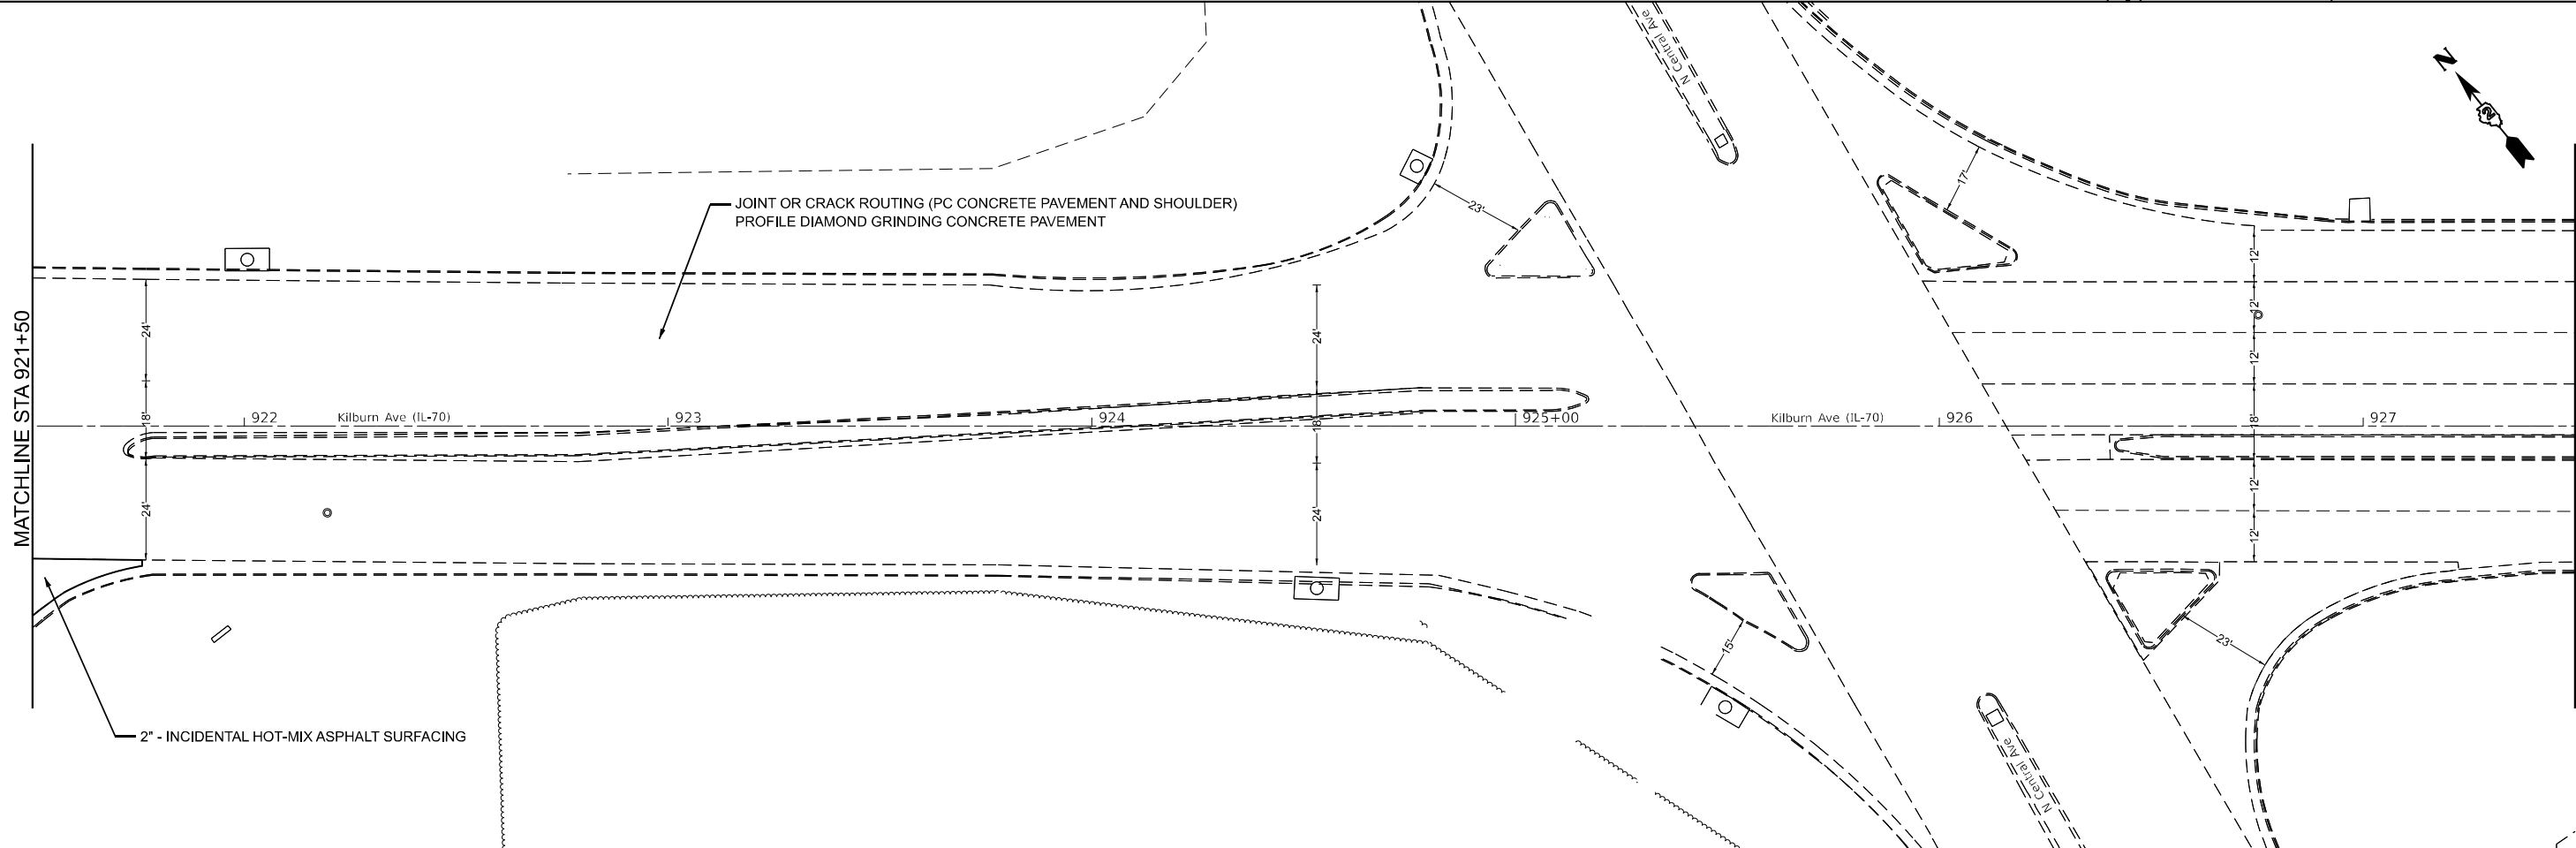 N Central Ave
N
2
17'
JOINT OR CRACK ROUTING (PC CONCRETE PAVEMENT AND SHOULDER)
PROFILE DIAMOND GRINDING CONCRETE PAVEMENT
23'
12'
12'
24'
24'
12'
MATCHLINE STA 921+50
18'
922
Kilburn Ave (IL-70)
923
924
18'
925+00
Kilburn Ave (IL-70)
926
18'
927
12'
24'
24'
12'
15'
23'
2" - INCIDENTAL HOT-MIX ASPHALT SURFACING
N Central Ave